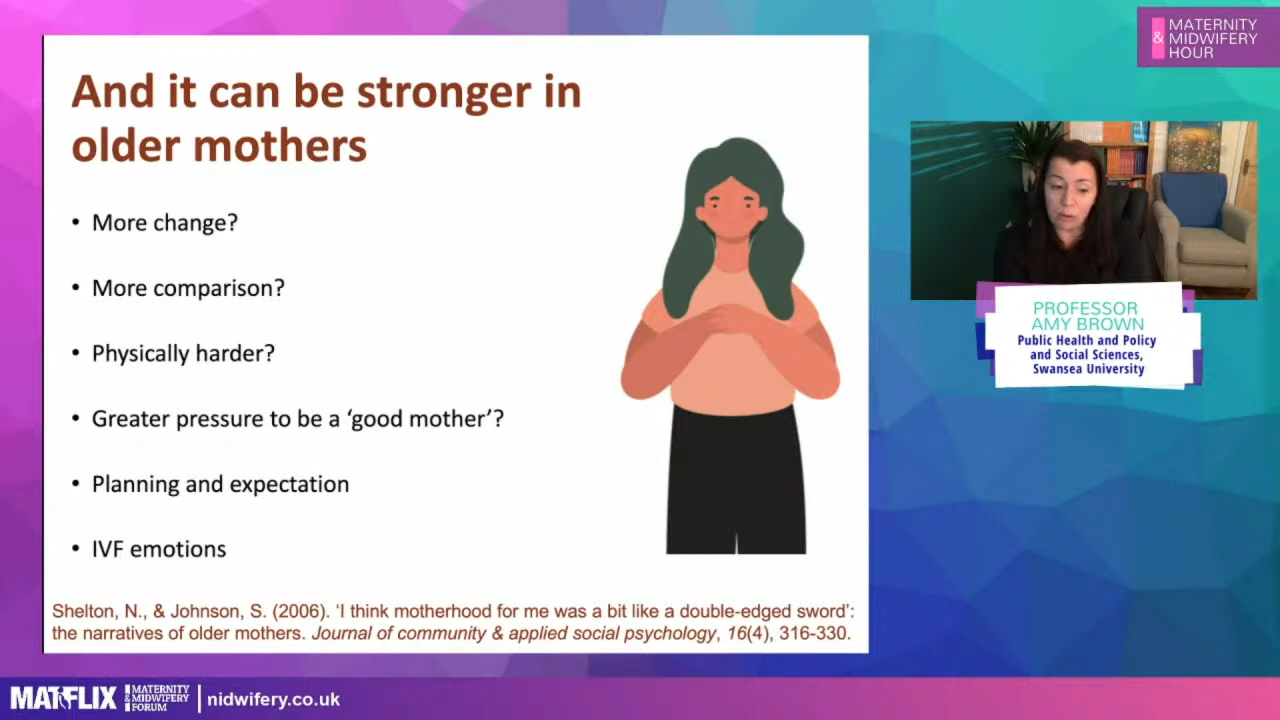 MATERNITY
& MIDWIFERY
HOUR
And it can be stronger in
older mothers
• More change?
• More comparison?
• Physically harder?
• Greater pressure to be a ‘good mother’?
• Planning and expectation
• IVF emotions
Shelton, N., & Johnson, S. (2006). ‘I think motherhood for me was a bit like a double-edged sword’:
the narratives of older mothers. Journal of community & applied social psychology, 16(4), 316-330.
PROFESSOR
AMY BROWN
Public Health and Policy
and Social Sciences,
Swansea University
MATFLIX
MATERNITY
& MIDWIFERY
FORUM
nidwifery.co.uk